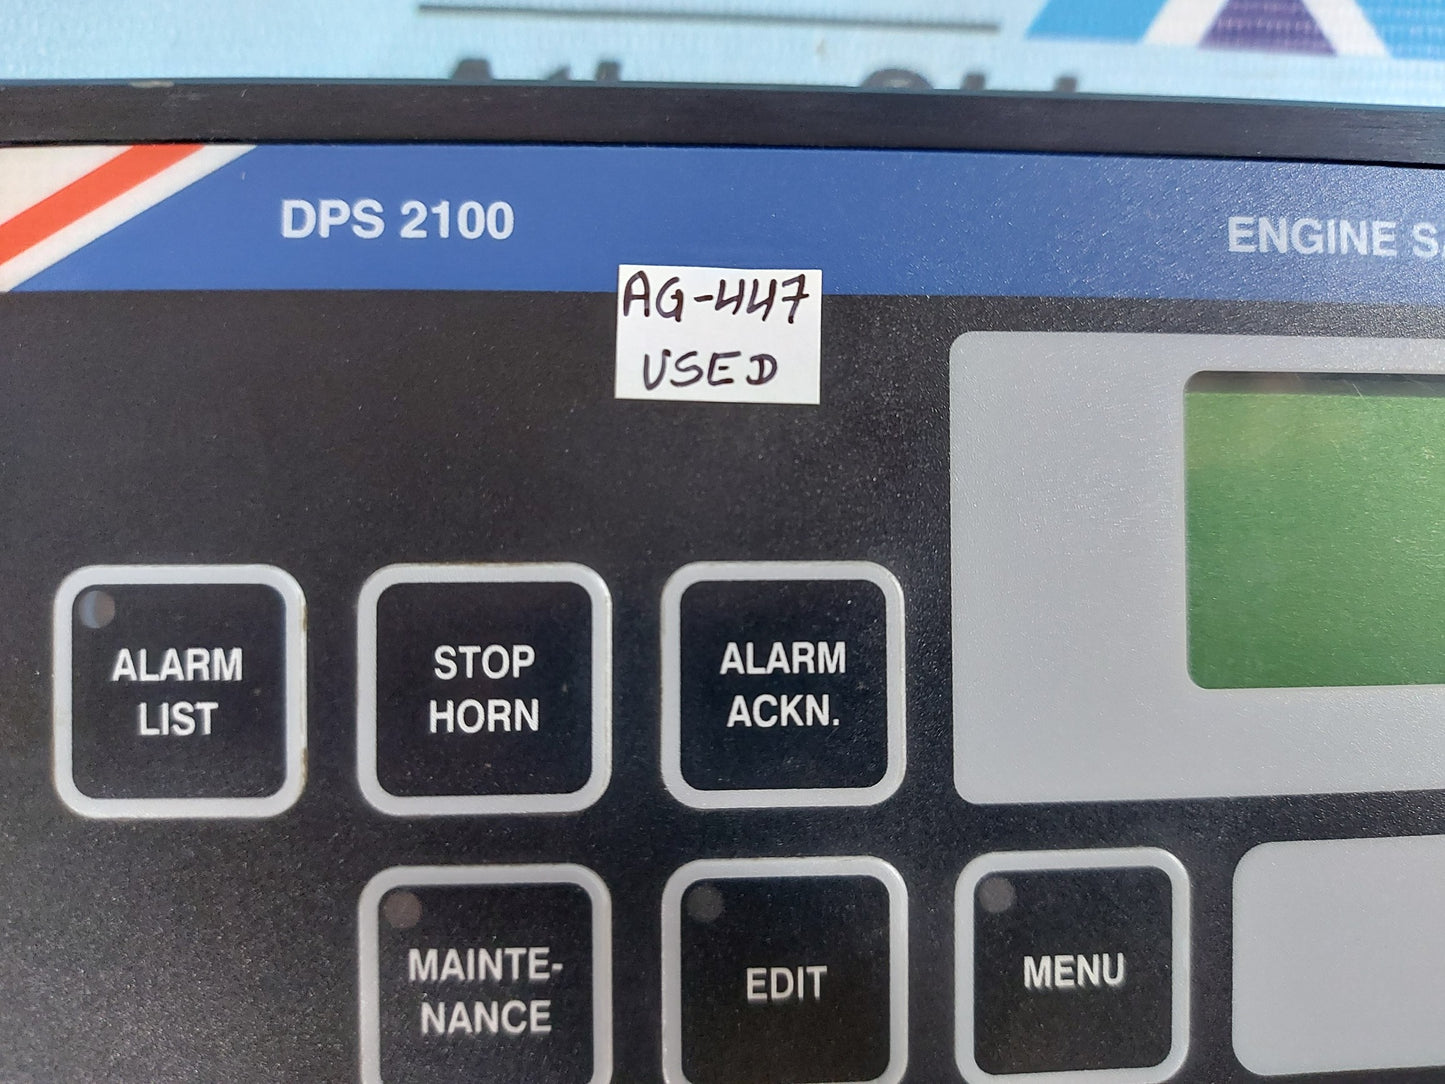 DPS 2100
ENGINE
AG-447
USED
ALARM
LIST
STOP
HORN
ALARM
ACKN.
MAINTE-
NANCE
EDIT
MENU